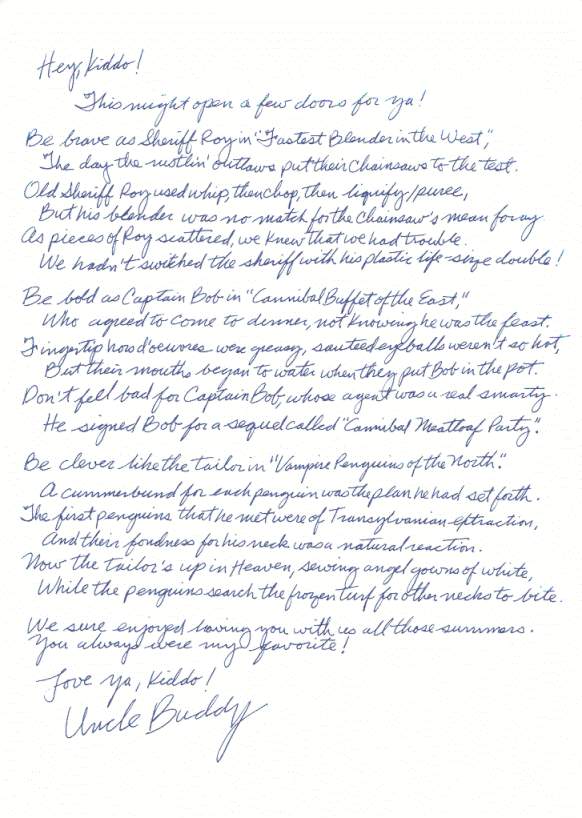 Hey, Kiddo!
This might open a few doors for ya!
Be brave as Sheriff Roy in "Fastest Blender in the West,"
The day the rustlin' outlaws put their chainsaws to the test.
Old Sheriff Roy used whip, then chop, then liquify/puree,
But his blender was no match for the chainsaw's mean foray
As pieces of Roy scattered, we knew that we had trouble.
We hadn't switched the sheriff with his plastic life-size double!
Be bold as Captain Bob in "Cannibal Buffet of the East,"
Who agreed to come to dinner, not knowing he was the feast.
Fingertip hors d'oeuvores were greasy, sauteed eyeballs weren't so hot,
But their mouths began to water when they put Bob in the pot.
Don't fell bad for Captain Bob, whose agent was a real smarty.
He signed Bob for a sequel called "Cannibal Meatloaf Party".
Be clever like the tailor in "Vampire Penguins of the North".
A cummerbund for each penguin was the plan he had set forth.
The first penguins that he met were of Transylvanian extraction,
And their fondness for his neck was a natural reaction.
Now the tailor's up in Heaven, sewing angel gowns of white,
While the penguins search the frozen turf for other necks to bite.
We sure enjoyed having you with us all those summers.
You always were my favorite!
Love ya, Kiddo!
Uncle Buddy